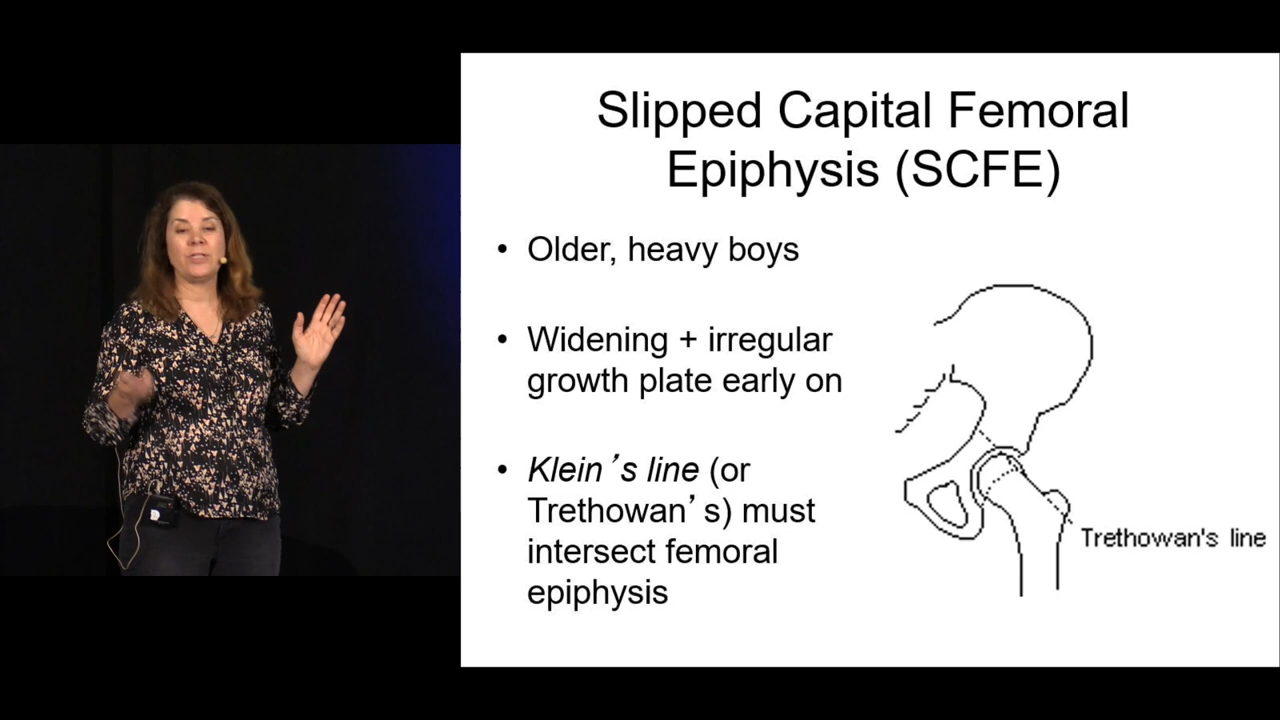 Slipped Capital Femoral
Epiphysis (SCFE)
• Older, heavy boys
• Widening + irregular
growth plate early on
• Klein’s line (or
Trethowan’s) must
intersect femoral
epiphysis
Trethowan's line